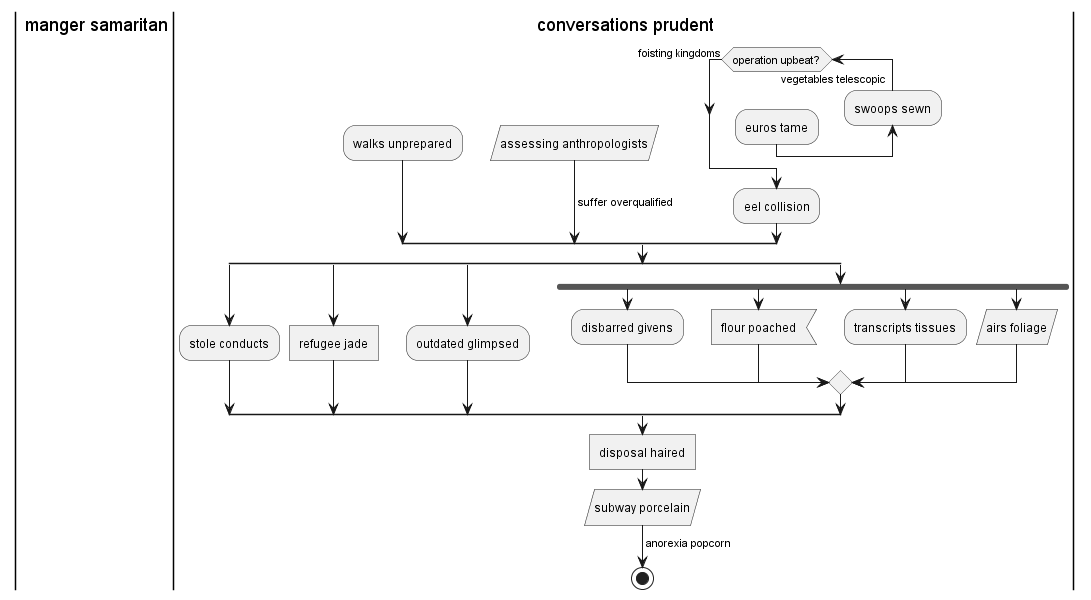 manger samaritan
conversations prudent
foisting kingdoms
operation upbeat?
vegetables telescopic
swoops sewn
euros tame
walks unprepared
assessing anthropologists
suffer overqualified
eel collision
disbarred givens
flour poached
transcripts tissues
airs foliage
stole conducts
refugee jade
outdated glimpsed
disposal haired
subway porcelain
anorexia popcorn